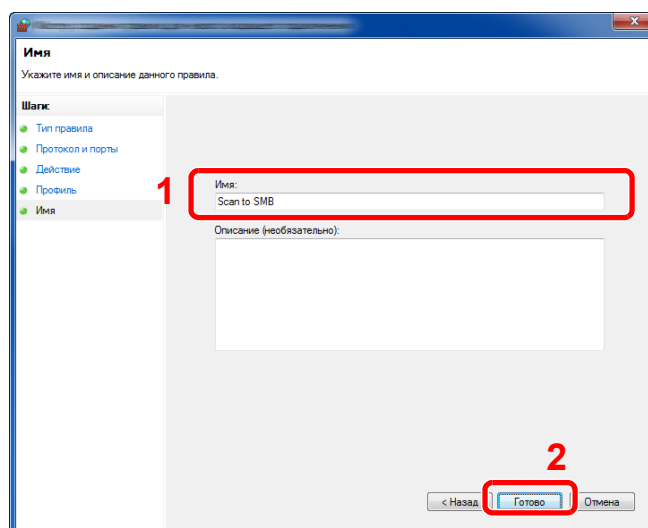 Имя
Укажите имя и описание данного правила.
Шаги:
Тип правила
Протокол и порты
Действие
Профиль
Имя
1
Имя:
Scan to SMB
Описание (необязательно):
2
< Назад Готово Отмена